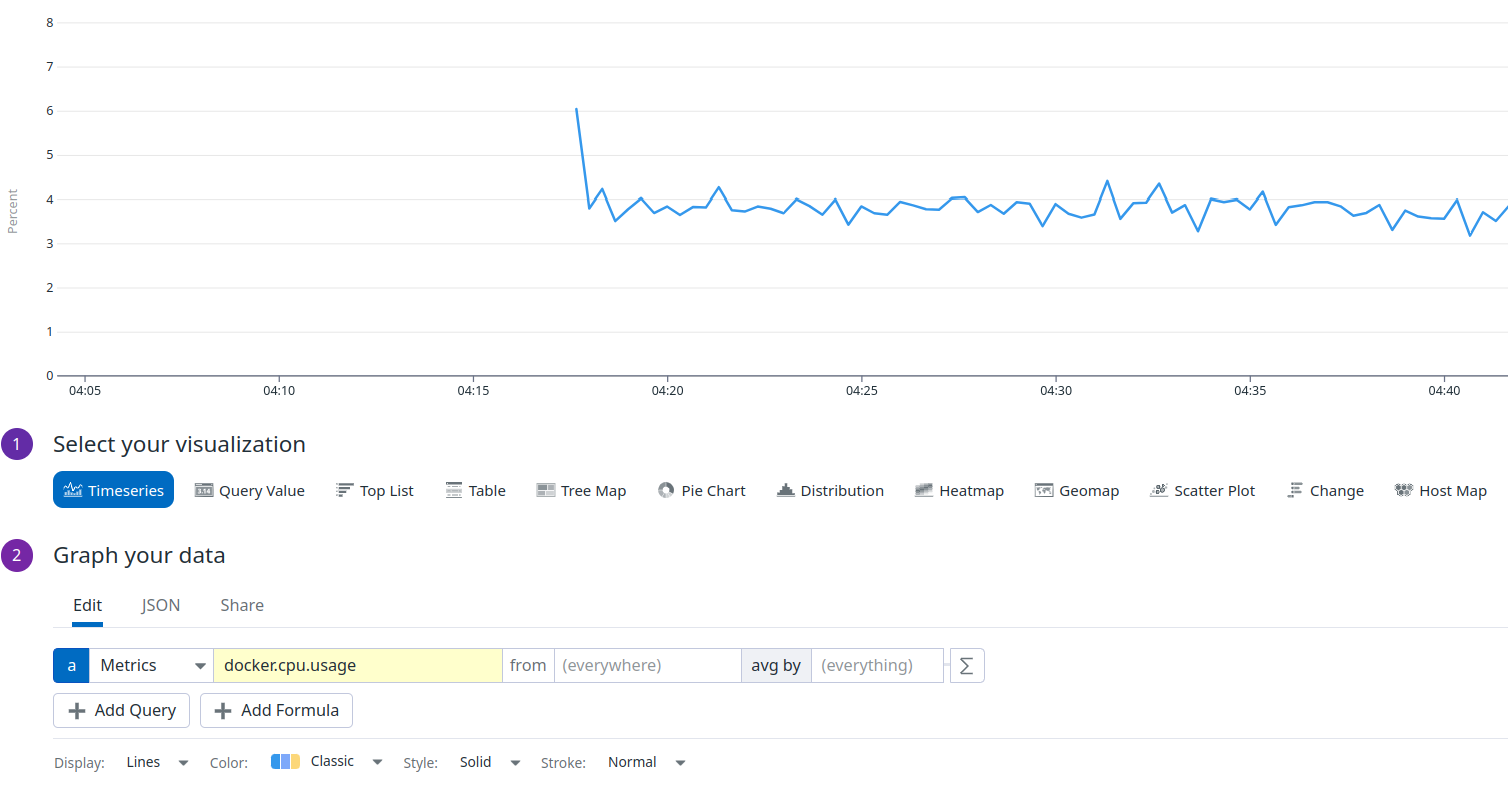 8
7
6
5
4
3
2
1
0
Percent
04:05 04:10 04:15 04:20 04:25 04:30 04:35 04:40
1 Select your visualization
Timeseries 3.14 Query Value Top List Table Tree Map Pie Chart Distribution Heatmap Geomap Scatter Plot Change Host Map
2 Graph your data
Edit JSON Share
a Metrics docker.cpu.usage from (everywhere) avg by (everything) Σ
+ Add Query + Add Formula
Display: Lines Color: Classic Style: Solid Stroke: Normal